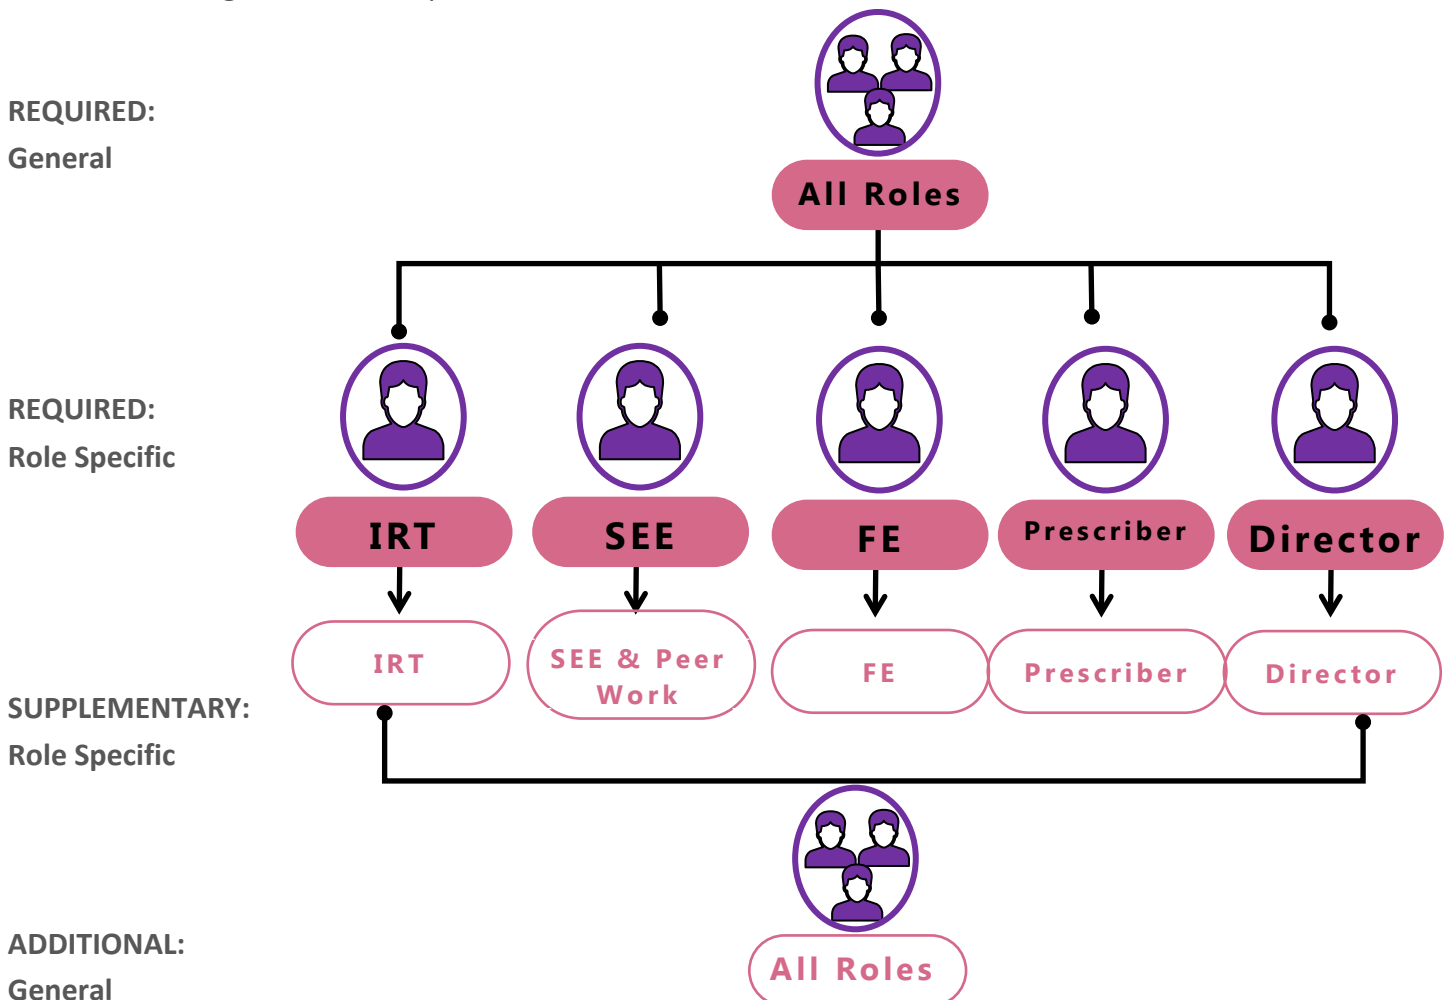 REQUIRED:
General
All Roles
REQUIRED:
Role Specific
IRT
SEE
FE
Prescriber
Director
IRT
SEE & Peer
Work
FE
Prescriber
Director
SUPPLEMENTARY:
Role Specific
ADDITIONAL:
General
All Roles